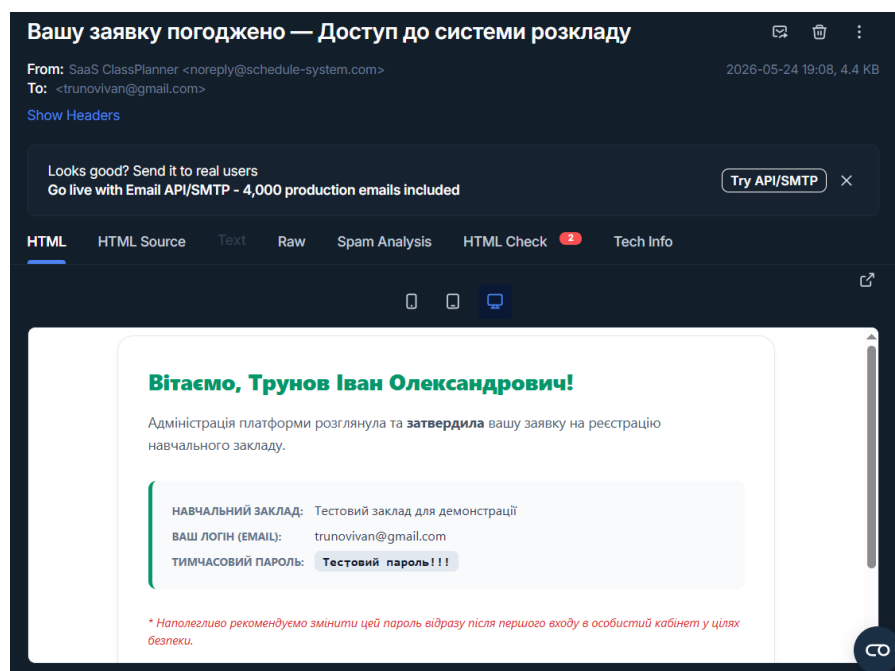 Вашу заявку погоджено — Доступ до системи розкладу
From: SaaS ClassPlanner <noreply@schedule-system.com>
2026-05-24 19:08, 4.4 KB
To: <trunovivan@gmail.com>
Show Headers
Looks good? Send it to real users
Go live with Email API/SMTP - 4,000 production emails included
Try API/SMTP
HTML HTML Source Text Raw Spam Analysis HTML Check 2 Tech Info
Вітаємо, Трунов Іван Олександрович!
Адміністрація платформи розглянула та затвердила вашу заявку на реєстрацію
навчального закладу.
НАВЧАЛЬНИЙ ЗАКЛАД: Тестовий заклад для демонстрації
ВАШ ЛОГІН (EMAIL): trunovivan@gmail.com
ТИМЧАСОВИЙ ПАРОЛЬ: Тестовий пароль!!!
* Наполегливо рекомендуємо змінити цей пароль відразу після першого входу в особистий кабінет у цілях
безпеки.